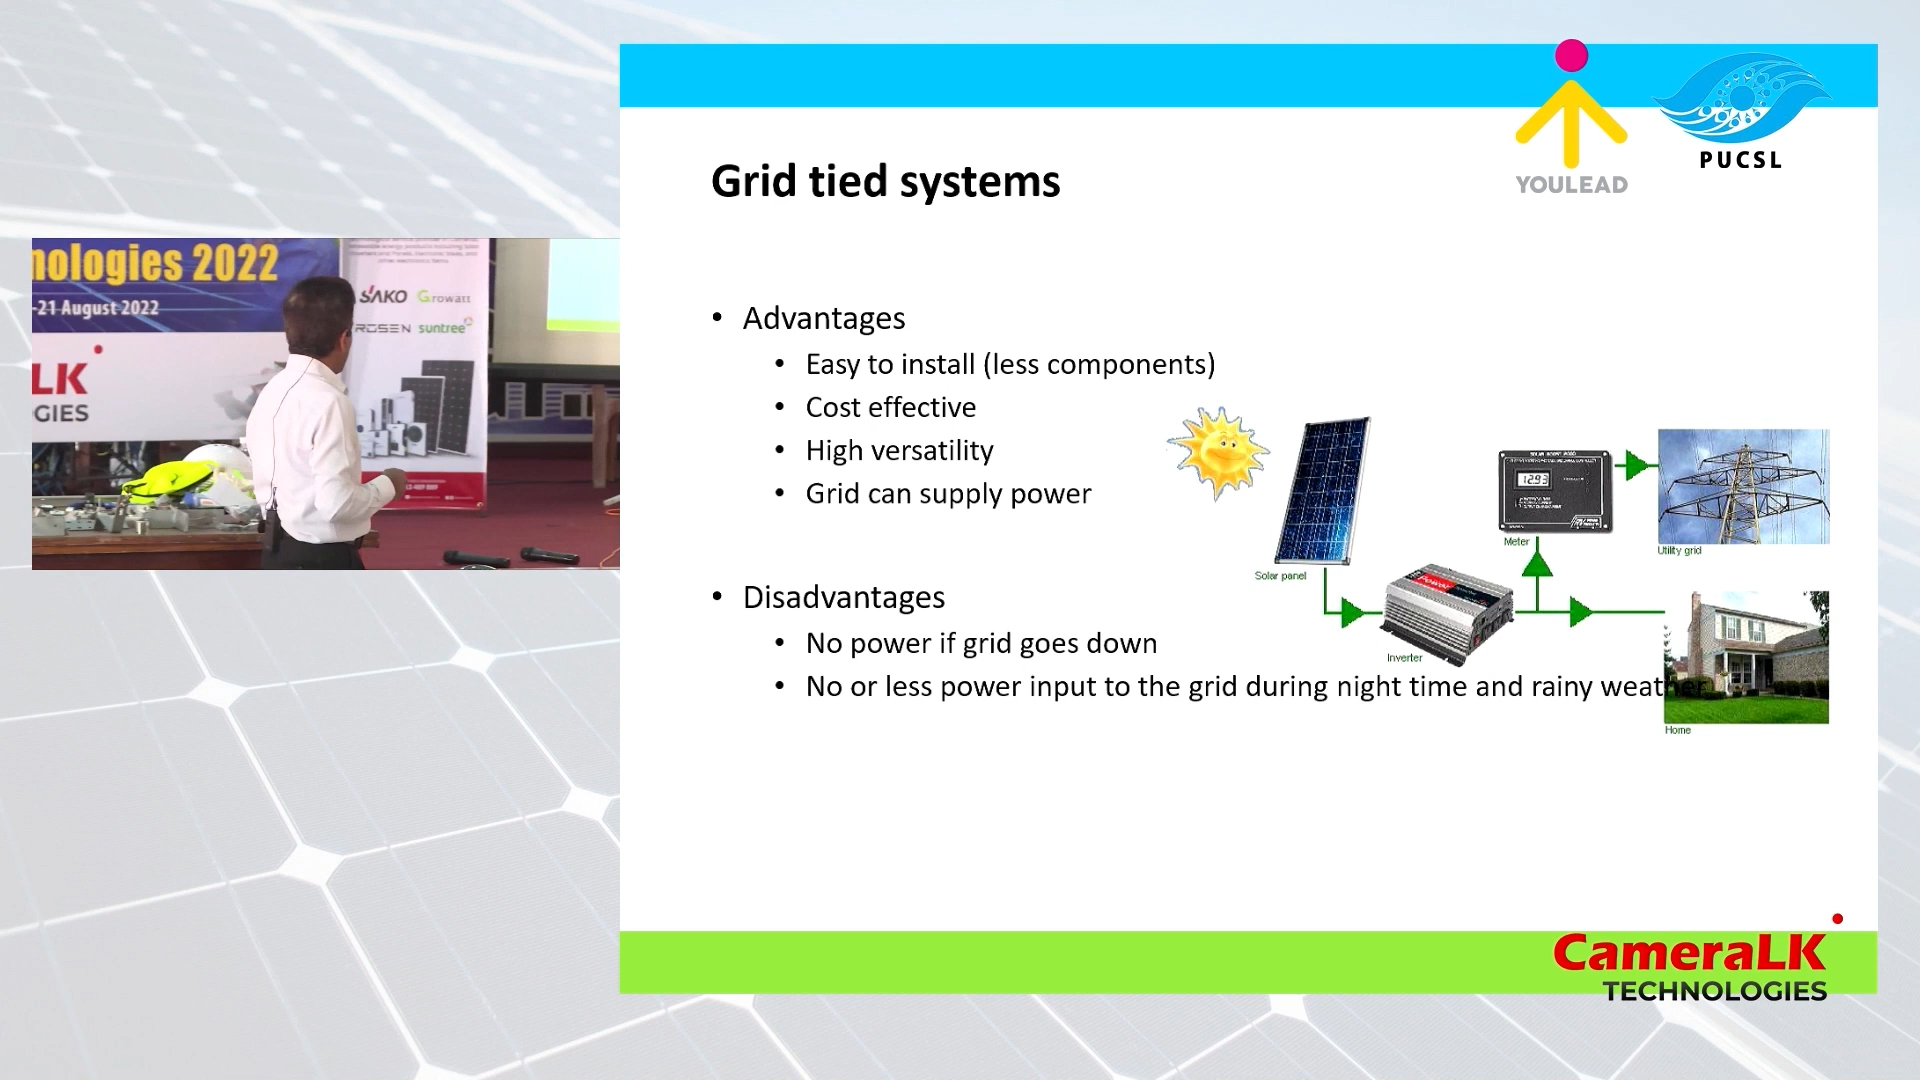 YOULEAD
PUCSL
Grid tied systems
• Advantages
• Easy to install (less components)
• Cost effective
• High versatility
• Grid can supply power
• Disadvantages
• No power if grid goes down
• No or less power input to the grid during night time and rainy weather
Solar panel
Inverter
Meter
12.93
Utility grid
Home
nologies 2022
-21 August 2022
LK
OGIES
SAKO
Growatt
ROSEN
suntree
CameraLK
TECHNOLOGIES